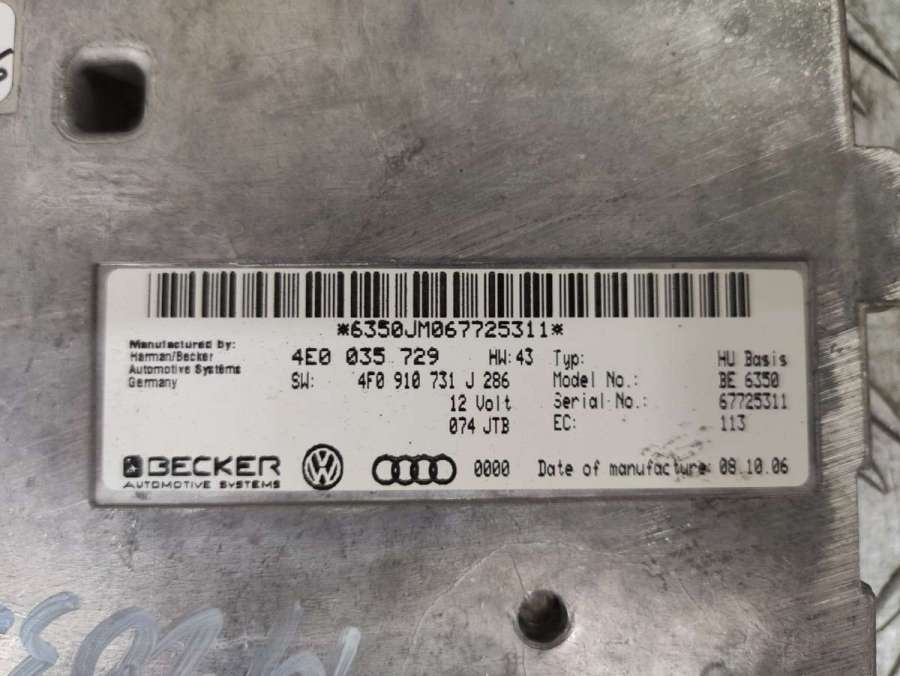 *6350JM067725311*
Manufactured by:
Harman/Becker
Automotive Systems
Germany
4E0 035 729 HW: 43
SW: 4F0 910 731 J 286
12 Volt
074 JTB
Typ: HU Basis
Model No.: BE 6350
Serial-No.: 67725311
EC: 113
BECKER
AUTOMOTIVE SYSTEMS
0000 Date of manufacture: 08.10.06